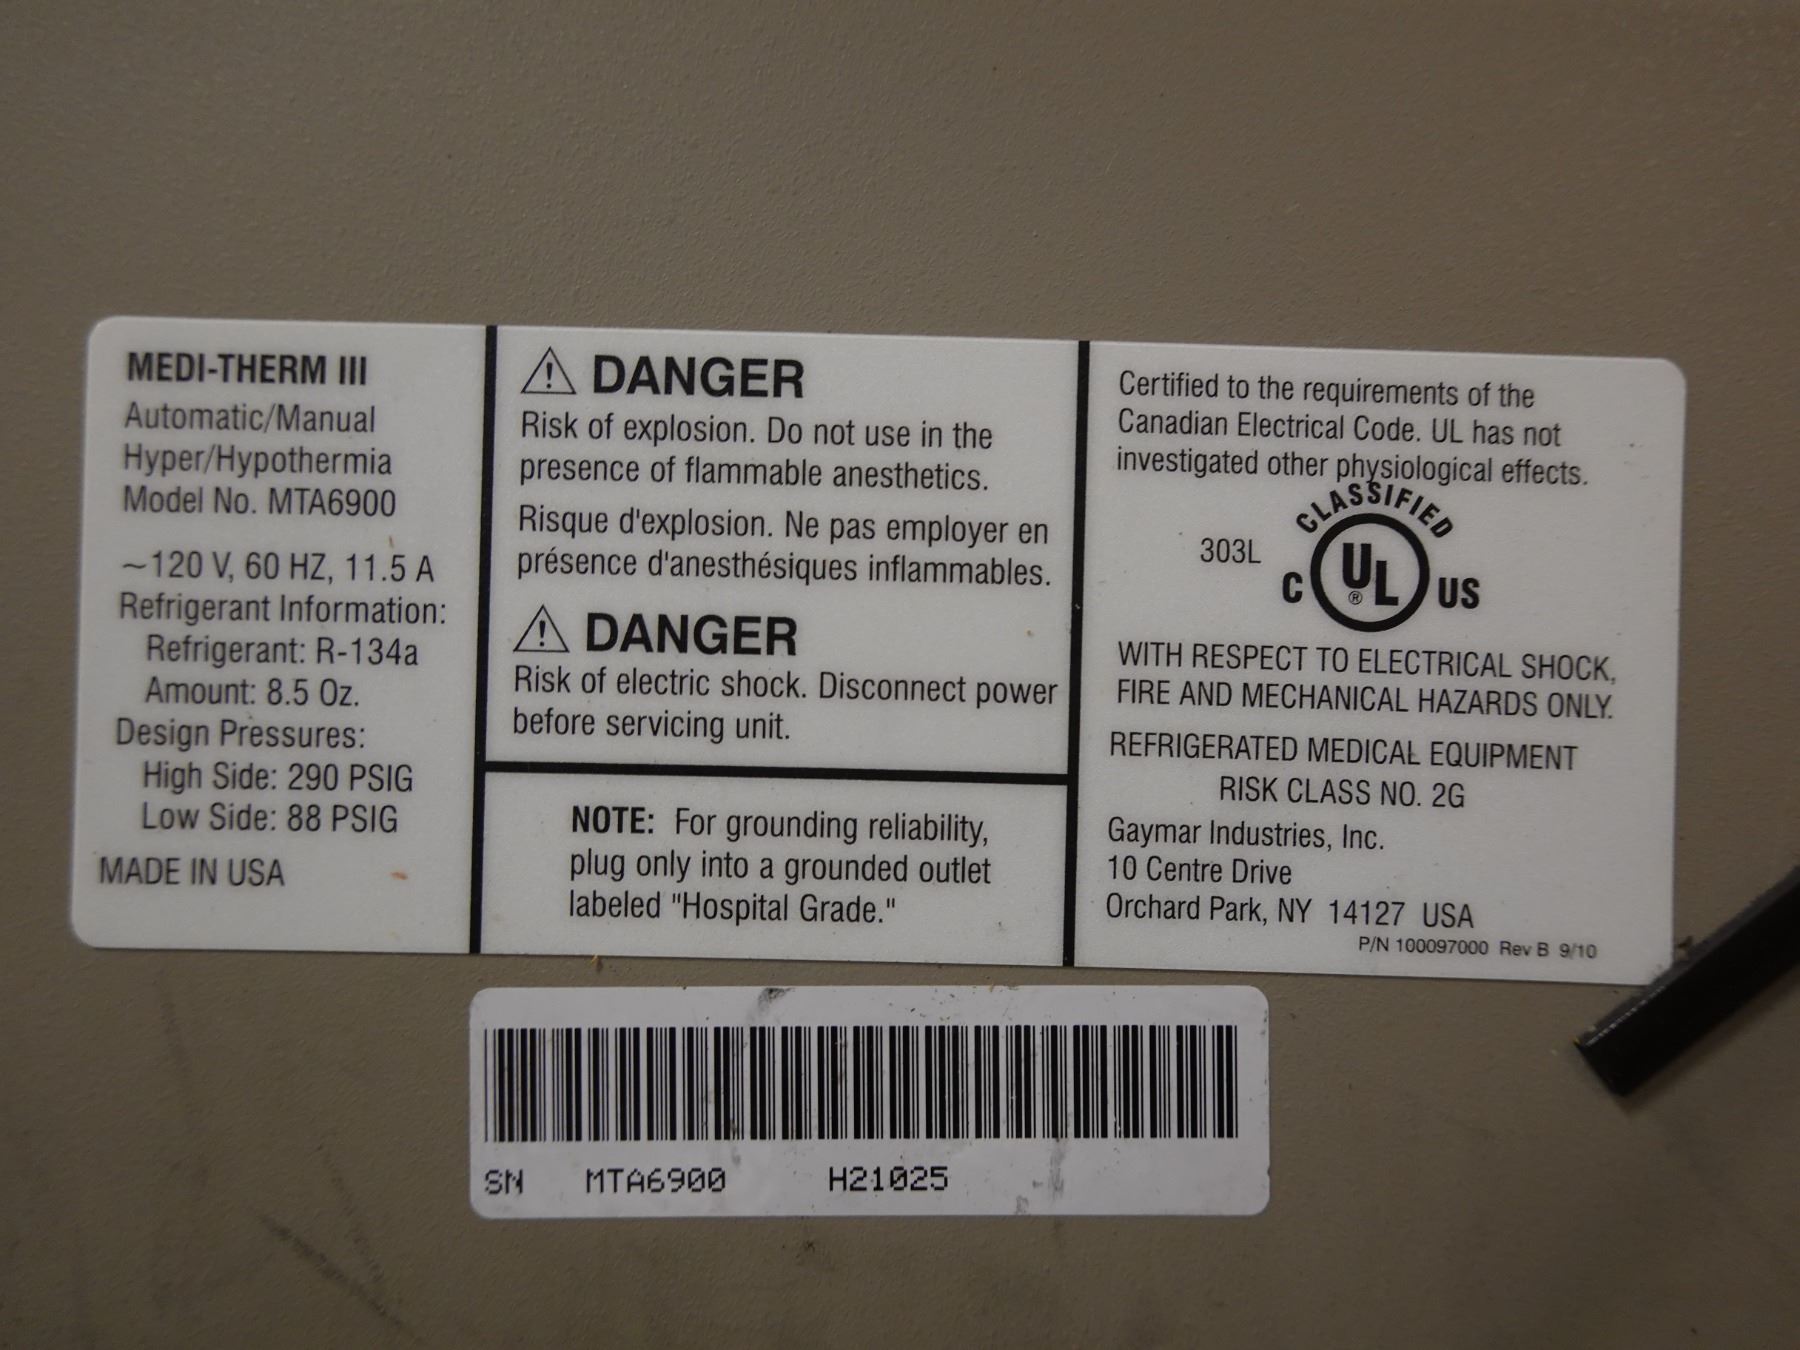 MEDI-THERM III
Automatic/Manual
Hyper/Hypothermia
Model No. MTA6900
~120 V, 60 HZ, 11.5 A
Refrigerant Information:
Refrigerant: R-134a
Amount: 8.5 Oz.
Design Pressures:
High Side: 290 PSIG
Low Side: 88 PSIG
MADE IN USA
DANGER
Risk of explosion. Do not use in the
presence of flammable anesthetics.
Risque d'explosion. Ne pas employer en
présence d'anesthésiques inflammables.
DANGER
Risk of electric shock. Disconnect power
before servicing unit.
NOTE: For grounding reliability,
plug only into a grounded outlet
labeled "Hospital Grade."
Certified to the requirements of the
Canadian Electrical Code. UL has not
investigated other physiological effects.
CLASSIFIED
303L
C UL® US
WITH RESPECT TO ELECTRICAL SHOCK,
FIRE AND MECHANICAL HAZARDS ONLY.
REFRIGERATED MEDICAL EQUIPMENT
RISK CLASS NO. 2G
Gaymar Industries, Inc.
10 Centre Drive
Orchard Park, NY 14127 USA
P/N 100097000 Rev B 9/10
SN MTA6900 H21025